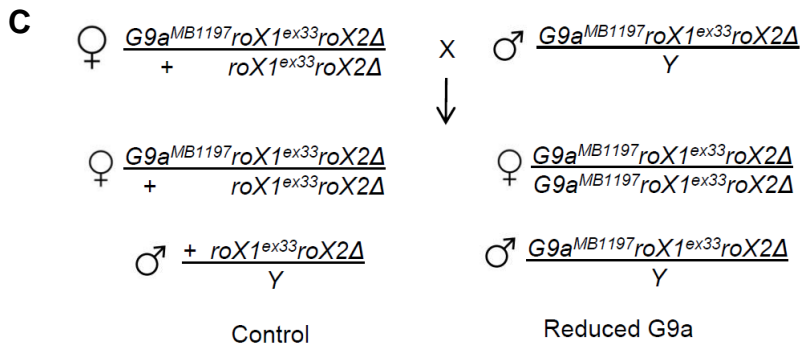 C
♀ G9a^MB1197 roX1^ex33 roX2Δ
+ roX1^ex33 roX2Δ
X
♂ G9a^MB1197 roX1^ex33 roX2Δ
Y
♀ G9a^MB1197 roX1^ex33 roX2Δ
+ roX1^ex33 roX2Δ
♀ G9a^MB1197 roX1^ex33 roX2Δ
G9a^MB1197 roX1^ex33 roX2Δ
♂ + roX1^ex33 roX2Δ
Y
♂ G9a^MB1197 roX1^ex33 roX2Δ
Y
Control
Reduced G9a